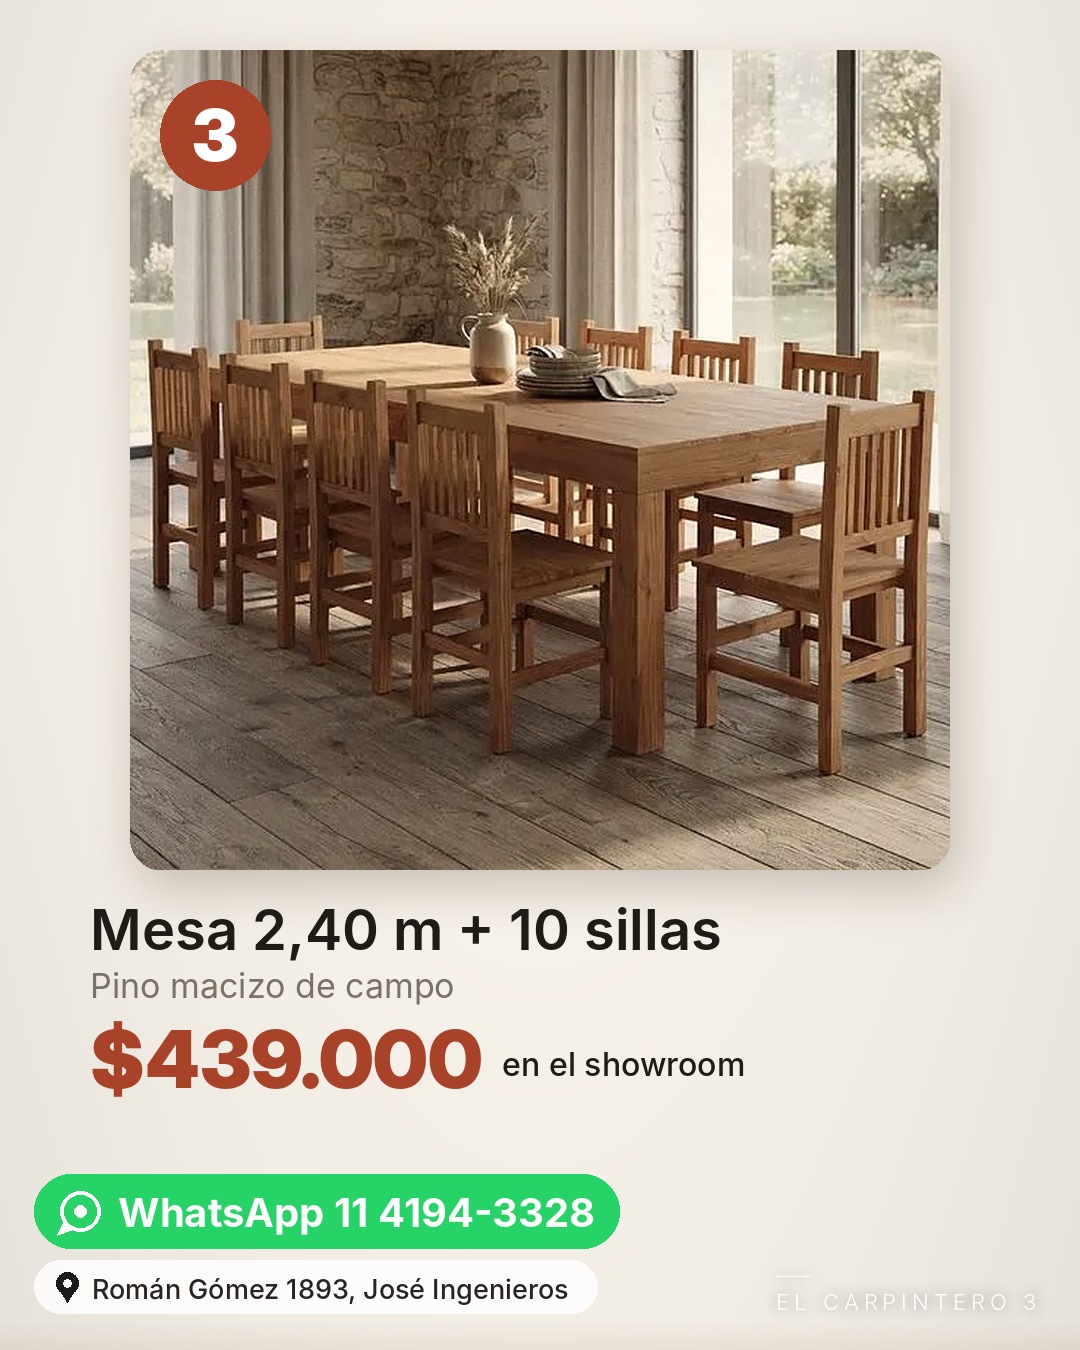 3
Mesa 2,40 m + 10 sillas
Pino macizo de campo
$439.000 en el showroom
WhatsApp 11 4194-3328
Román Gómez 1893, José Ingenieros
EL CARPINTERO 3